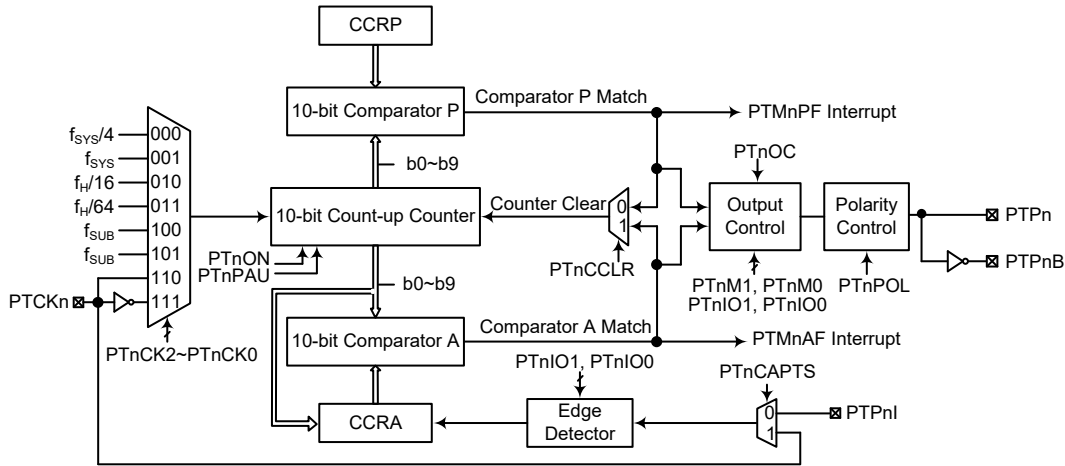 CCRP
10-bit Comparator P
Comparator P Match
PTMnPF Interrupt
b0~b9
PTnOC
fSYS/4
000
fSYS
001
fH/16
010
fH/64
011
fSUB
100
fSUB
101
110
111
PTCKn
PTnCK2~PTnCK0
10-bit Count-up Counter
Counter Clear
0
1
PTnCCLR
Output
Control
Polarity
Control
PTPn
PTPnB
PTnON
PTnPAU
PTnM1, PTnM0
PTnIO1, PTnIO0
PTnPOL
b0~b9
10-bit Comparator A
Comparator A Match
PTMnAF Interrupt
PTnIO1, PTnIO0
PTnCAPTS
CCRA
Edge
Detector
0
1
PTPnI